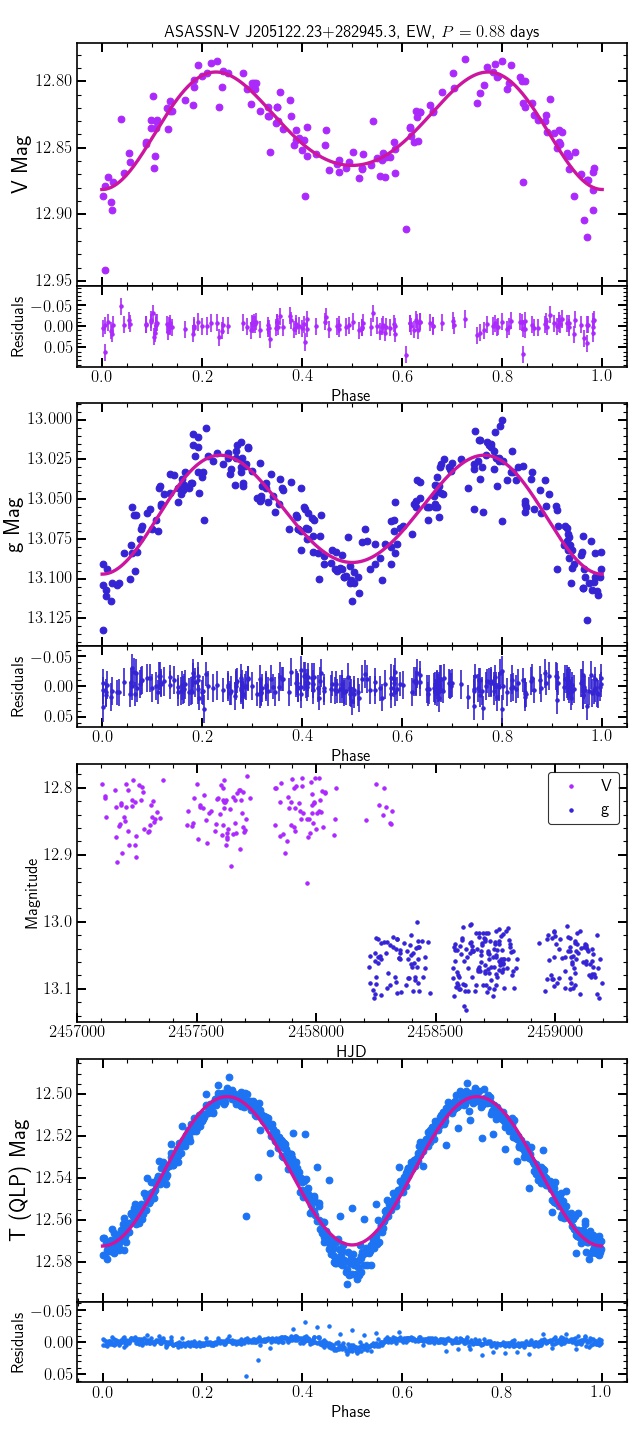 ASASSN-V J205122.23+282945.3, EW, P = 0.88 days
V Mag
12.80
12.85
12.90
12.95
Residuals
−0.05
0.00
0.05
0.0 0.2 0.4 0.6 0.8 1.0
Phase
g Mag
13.000
13.025
13.050
13.075
13.100
13.125
Residuals
−0.05
0.00
0.05
0.0 0.2 0.4 0.6 0.8 1.0
Phase
Magnitude
12.8
12.9
13.0
13.1
V
g
2457000 2457500 2458000 2458500 2459000
HJD
T (QLP) Mag
12.50
12.52
12.54
12.56
12.58
Residuals
−0.05
0.00
0.05
0.0 0.2 0.4 0.6 0.8 1.0
Phase